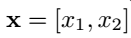 𝐱 = [x₁, x₂]